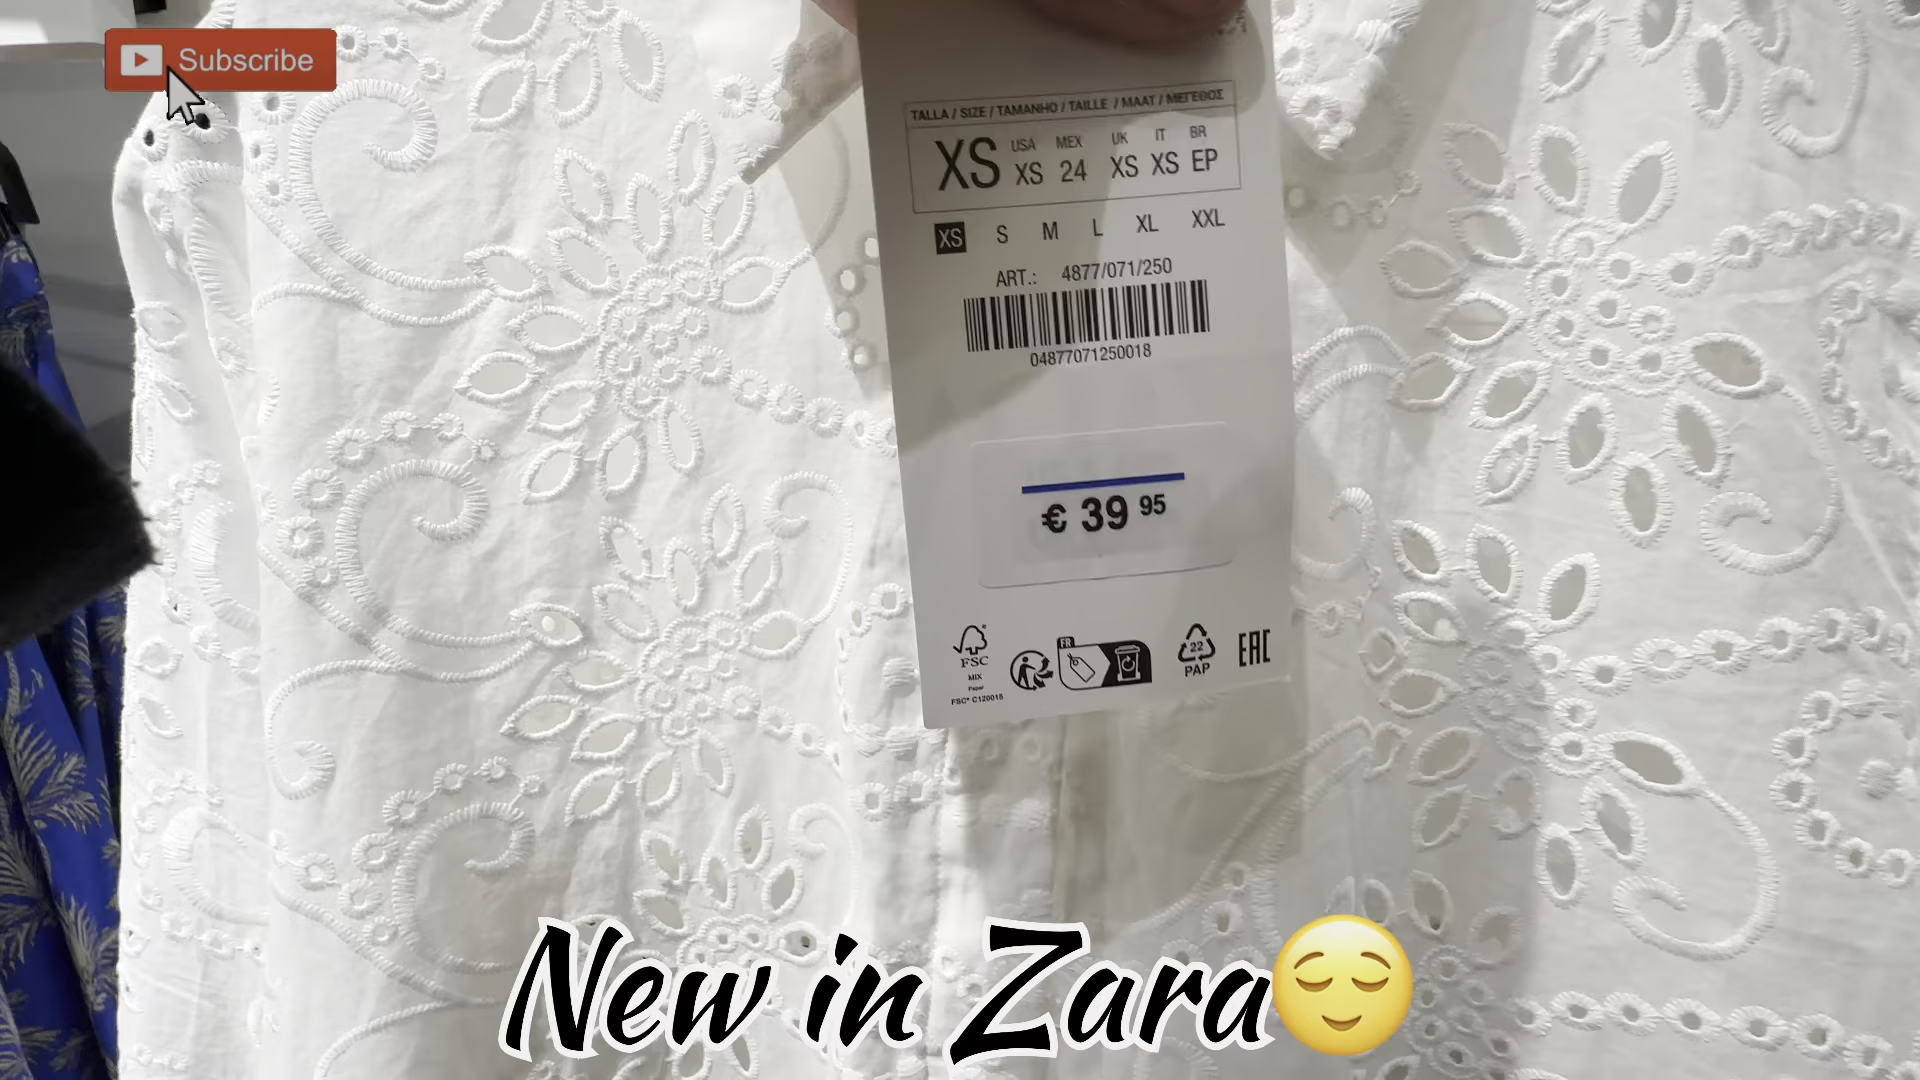 Subscribe
TALLA / SIZE / TAMANHO / TAILLE / MAAT / ΜΕΓΕΘΟΣ
XS
USA MEX UK IT BR
XS 24 XS XS EP
XS S M L XL XXL
ART.: 4877/071/250
04877071250018
€ 39 95
FR
FSC
MIX
Paper
FSC® C120015
22
PAP
EAC
New in Zara😌